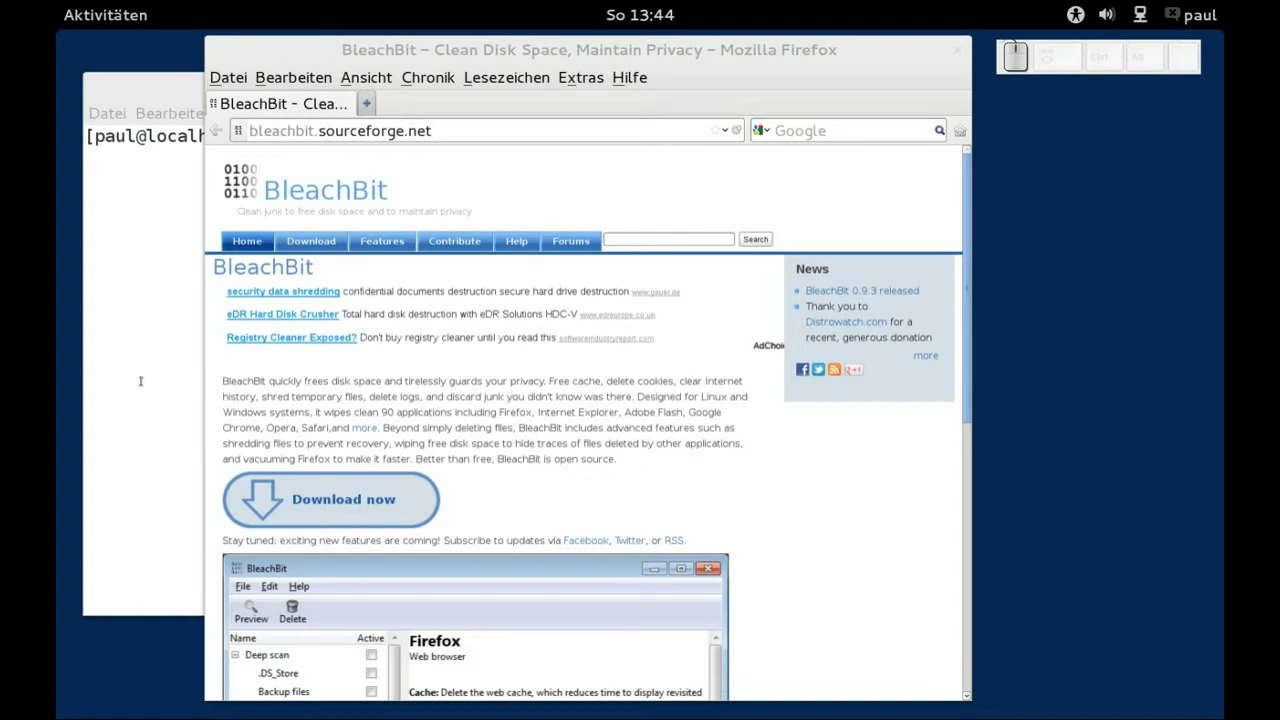 Aktivitäten
So 13:44
paul
BleachBit – Clean Disk Space, Maintain Privacy – Mozilla Firefox
Datei Bearbeiten Ansicht Chronik Lesezeichen Extras Hilfe
Datei Bearbeite
BleachBit - Clea...
[paul@localh
bleachbit.sourceforge.net
Google
Ctrl
Alt
0100
1100
0110
BleachBit
Clean junk to free disk space and to maintain privacy
Home Download Features Contribute Help Forums
Search
BleachBit
security data shredding confidential documents destruction secure hard drive destruction www.gauer.de
eDR Hard Disk Crusher Total hard disk destruction with eDR Solutions HDC-V www.edreurope.co.uk
Registry Cleaner Exposed? Don't buy registry cleaner until you read this softwareindustryreport.com
AdChoi
News
BleachBit 0.9.3 released
Thank you to
Distrowatch.com for a
recent, generous donation
more
+1
BleachBit quickly frees disk space and tirelessly guards your privacy. Free cache, delete cookies, clear Internet
history, shred temporary files, delete logs, and discard junk you didn't know was there. Designed for Linux and
Windows systems, it wipes clean 90 applications including Firefox, Internet Explorer, Adobe Flash, Google
Chrome, Opera, Safari,and more. Beyond simply deleting files, BleachBit includes advanced features such as
shredding files to prevent recovery, wiping free disk space to hide traces of files deleted by other applications,
and vacuuming Firefox to make it faster. Better than free, BleachBit is open source.
Download now
Stay tuned: exciting new features are coming! Subscribe to updates via Facebook, Twitter, or RSS.
BleachBit
File Edit Help
Preview Delete
Name Active
Deep scan
.DS_Store
Backup files
Firefox
Web browser
Cache: Delete the web cache, which reduces time to display revisited